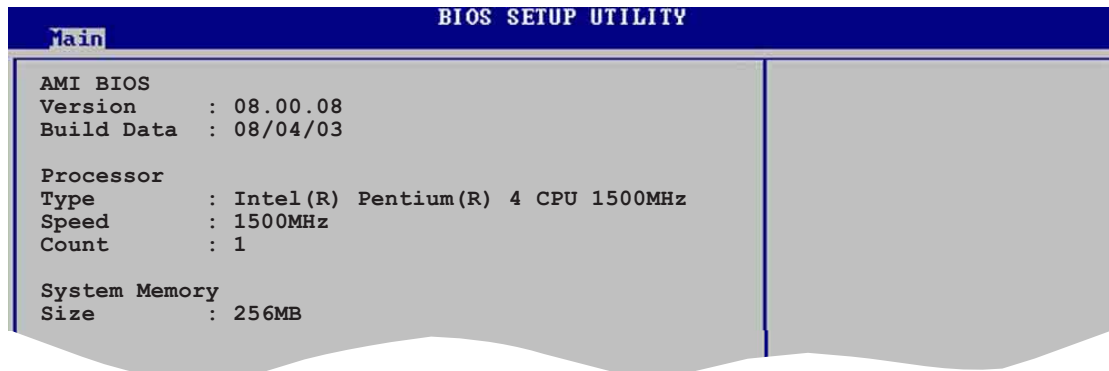 BIOS SETUP UTILITY
Main
AMI BIOS
Version : 08.00.08
Build Data : 08/04/03
Processor
Type : Intel(R) Pentium(R) 4 CPU 1500MHz
Speed : 1500MHz
Count : 1
System Memory
Size : 256MB